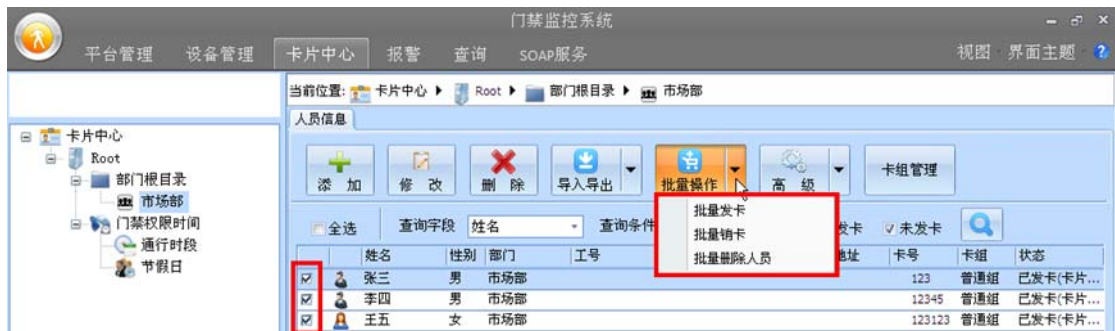 门禁监控系统
平台管理 设备管理 卡片中心 报警 查询 SOAP服务 视图 界面主题
当前位置: 卡片中心 Root 部门根目录 市场部
人员信息
卡片中心
Root
部门根目录
市场部
门禁权限时间
通行时段
节假日
添 加 修 改 删 除 导入导出 批量操作 高 级 卡组管理
批量发卡
批量销卡
批量删除人员
全选 查询字段 姓名 查询条件 发卡 未发卡
姓名 性别 部门 工号 地址 卡号 卡组 状态
张三 男 市场部 123 普通组 已发卡(卡片...
李四 男 市场部 12345 普通组 已发卡(卡片...
王五 女 市场部 123123 普通组 已发卡(卡片...